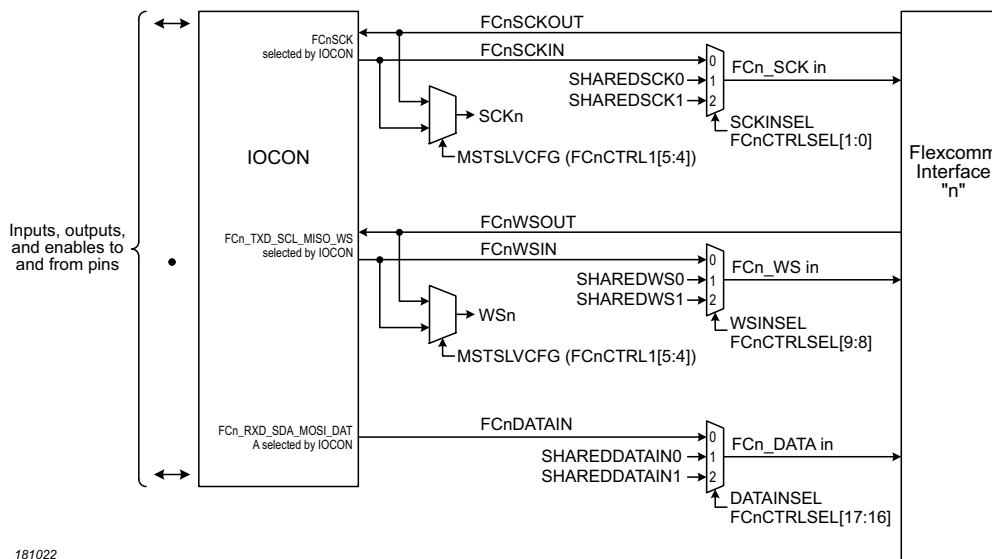 FCnSCKOUT
FCnSCK
selected by IOCON
FCnSCKIN
0
SHAREDSCK0
1
SHAREDSCK1
2
FCn_SCK in
SCKn
SCKINSEL
FCnCTRLSEL[1:0]
MSTSLVCFG (FCnCTRL1[5:4])
IOCON
Flexcomm
Interface
"n"
Inputs, outputs,
and enables to
and from pins
FCnWSOUT
FCn_TXD_SCL_MISO_WS
selected by IOCON
FCnWSIN
0
SHAREDWS0
1
SHAREDWS1
2
FCn_WS in
WSn
WSINSEL
FCnCTRLSEL[9:8]
MSTSLVCFG (FCnCTRL1[5:4])
FCn_RXD_SDA_MOSI_DAT
A selected by IOCON
FCnDATAIN
0
SHAREDDATAIN0
1
SHAREDDATAIN1
2
FCn_DATA in
DATAINSEL
FCnCTRLSEL[17:16]
181022